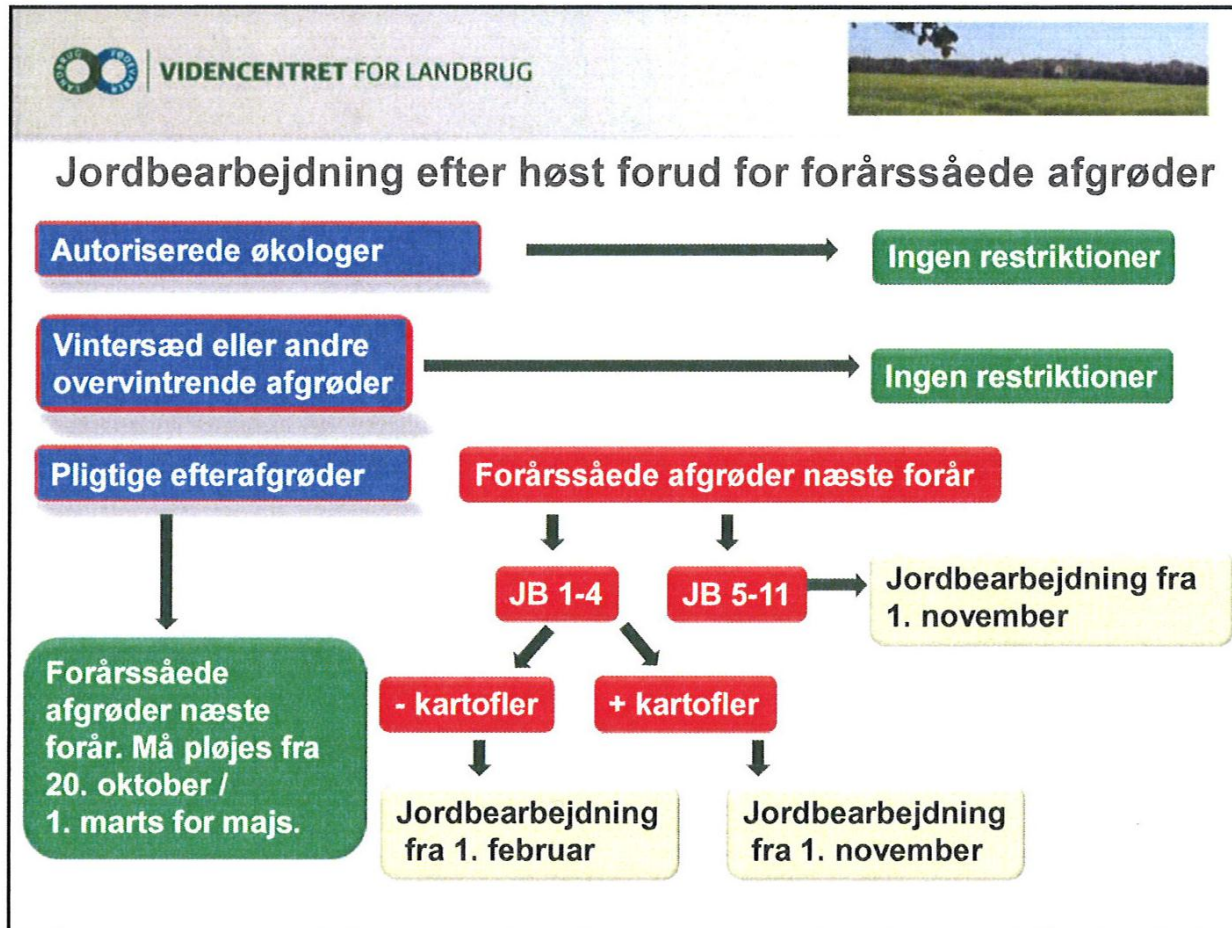 LANDBRUG FØDEVARER
VIDENCENTRET FOR LANDBRUG
Jordbearbejdning efter høst forud for forårssåede afgrøder
Autoriserede økologer
Ingen restriktioner
Vintersæd eller andre
overvintrende afgrøder
Ingen restriktioner
Pligtige efterafgrøder
Forårssåede afgrøder næste forår
JB 1-4
JB 5-11
Jordbearbejdning fra
1. november
Forårssåede
afgrøder næste
forår. Må pløjes fra
20. oktober /
1. marts for majs.
- kartofler
+ kartofler
Jordbearbejdning
fra 1. februar
Jordbearbejdning
fra 1. november